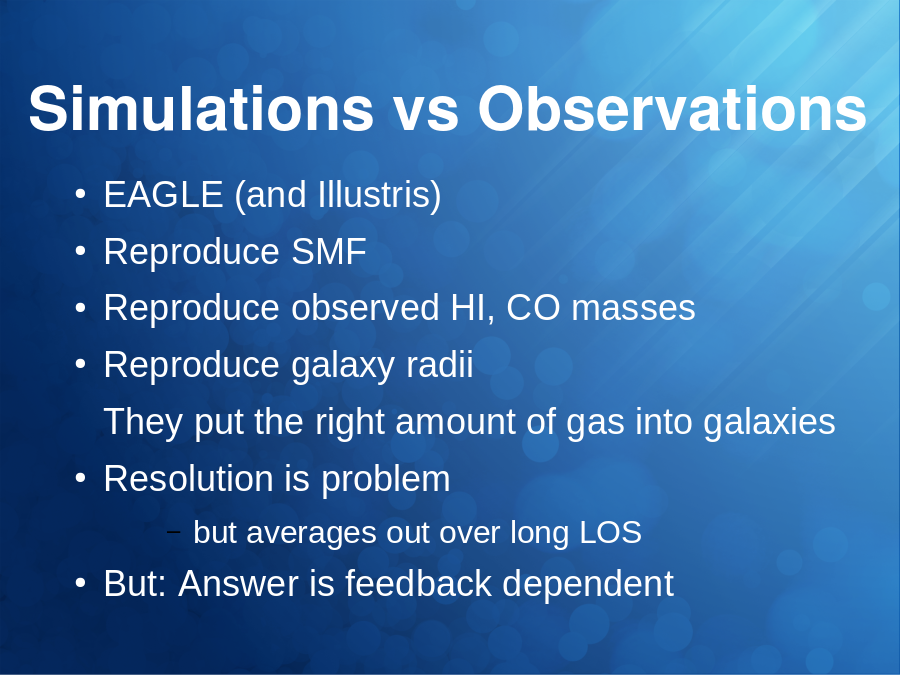 Simulations vs Observations
• EAGLE (and Illustris)
• Reproduce SMF
• Reproduce observed HI, CO masses
• Reproduce galaxy radii
They put the right amount of gas into galaxies
• Resolution is problem
– but averages out over long LOS
• But: Answer is feedback dependent